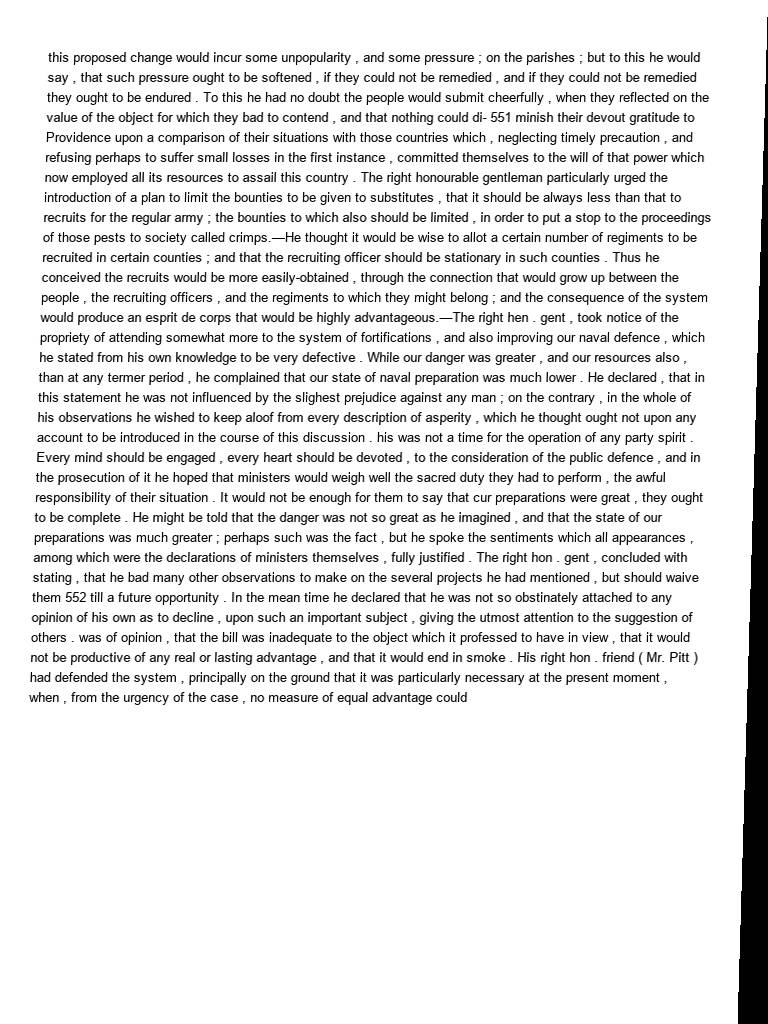 this proposed change would incur some unpopularity , and some pressure ; on the parishes ; but to this he would
say , that such pressure ought to be softened , if they could not be remedied , and if they could not be remedied
they ought to be endured . To this he had no doubt the people would submit cheerfully , when they reflected on the
value of the object for which they bad to contend , and that nothing could di- 551 minish their devout gratitude to
Providence upon a comparison of their situations with those countries which , neglecting timely precaution , and
refusing perhaps to suffer small losses in the first instance , committed themselves to the will of that power which
now employed all its resources to assail this country . The right honourable gentleman particularly urged the
introduction of a plan to limit the bounties to be given to substitutes , that it should be always less than that to
recruits for the regular army ; the bounties to which also should be limited , in order to put a stop to the proceedings
of those pests to society called crimps.—He thought it would be wise to allot a certain number of regiments to be
recruited in certain counties ; and that the recruiting officer should be stationary in such counties . Thus he
conceived the recruits would be more easily-obtained , through the connection that would grow up between the
people , the recruiting officers , and the regiments to which they might belong ; and the consequence of the system
would produce an esprit de corps that would be highly advantageous.—The right hen . gent , took notice of the
propriety of attending somewhat more to the system of fortifications , and also improving our naval defence , which
he stated from his own knowledge to be very defective . While our danger was greater , and our resources also ,
than at any termer period , he complained that our state of naval preparation was much lower . He declared , that in
this statement he was not influenced by the slighest prejudice against any man ; on the contrary , in the whole of
his observations he wished to keep aloof from every description of asperity , which he thought ought not upon any
account to be introduced in the course of this discussion . his was not a time for the operation of any party spirit .
Every mind should be engaged , every heart should be devoted , to the consideration of the public defence , and in
the prosecution of it he hoped that ministers would weigh well the sacred duty they had to perform , the awful
responsibility of their situation . It would not be enough for them to say that cur preparations were great , they ought
to be complete . He might be told that the danger was not so great as he imagined , and that the state of our
preparations was much greater ; perhaps such was the fact , but he spoke the sentiments which all appearances ,
among which were the declarations of ministers themselves , fully justified . The right hon . gent , concluded with
stating , that he bad many other observations to make on the several projects he had mentioned , but should waive
them 552 till a future opportunity . In the mean time he declared that he was not so obstinately attached to any
opinion of his own as to decline , upon such an important subject , giving the utmost attention to the suggestion of
others . was of opinion , that the bill was inadequate to the object which it professed to have in view , that it would
not be productive of any real or lasting advantage , and that it would end in smoke . His right hon . friend ( Mr. Pitt )
had defended the system , principally on the ground that it was particularly necessary at the present moment ,
when , from the urgency of the case , no measure of equal advantage could